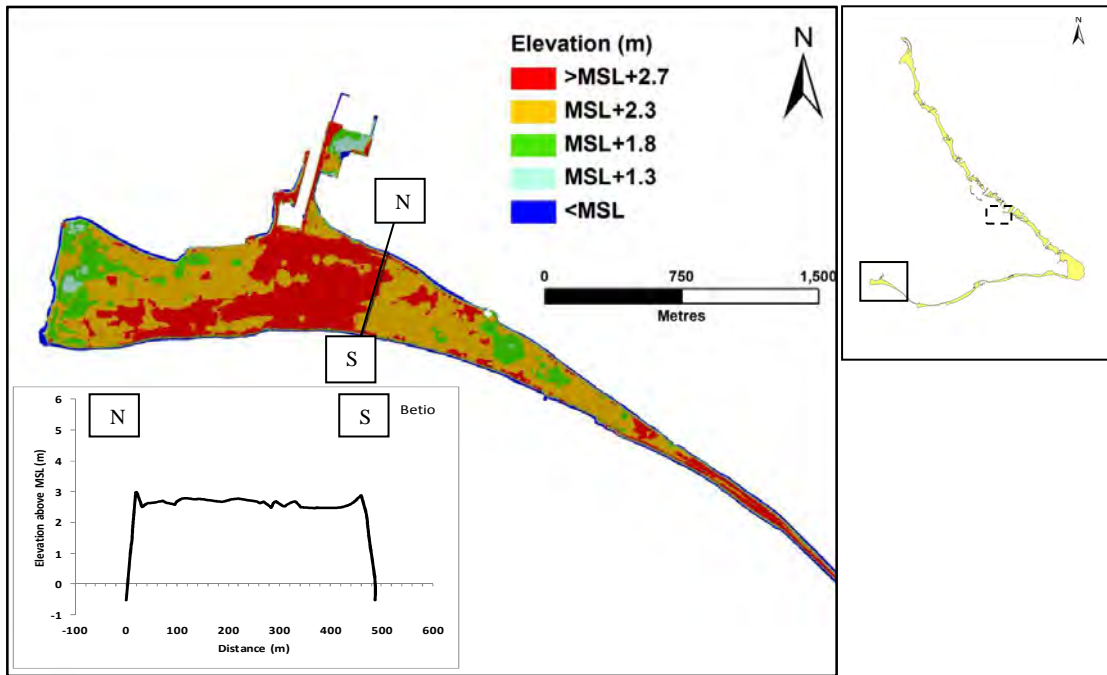 Elevation (m)
>MSL+2.7
MSL+2.3
MSL+1.8
MSL+1.3
<MSL
N
0 750 1,500
Metres
N
S
N
S
Betio
Elevation above MSL (m)
6
5
4
3
2
1
0
-1
-100 0 100 200 300 400 500 600
Distance (m)
N